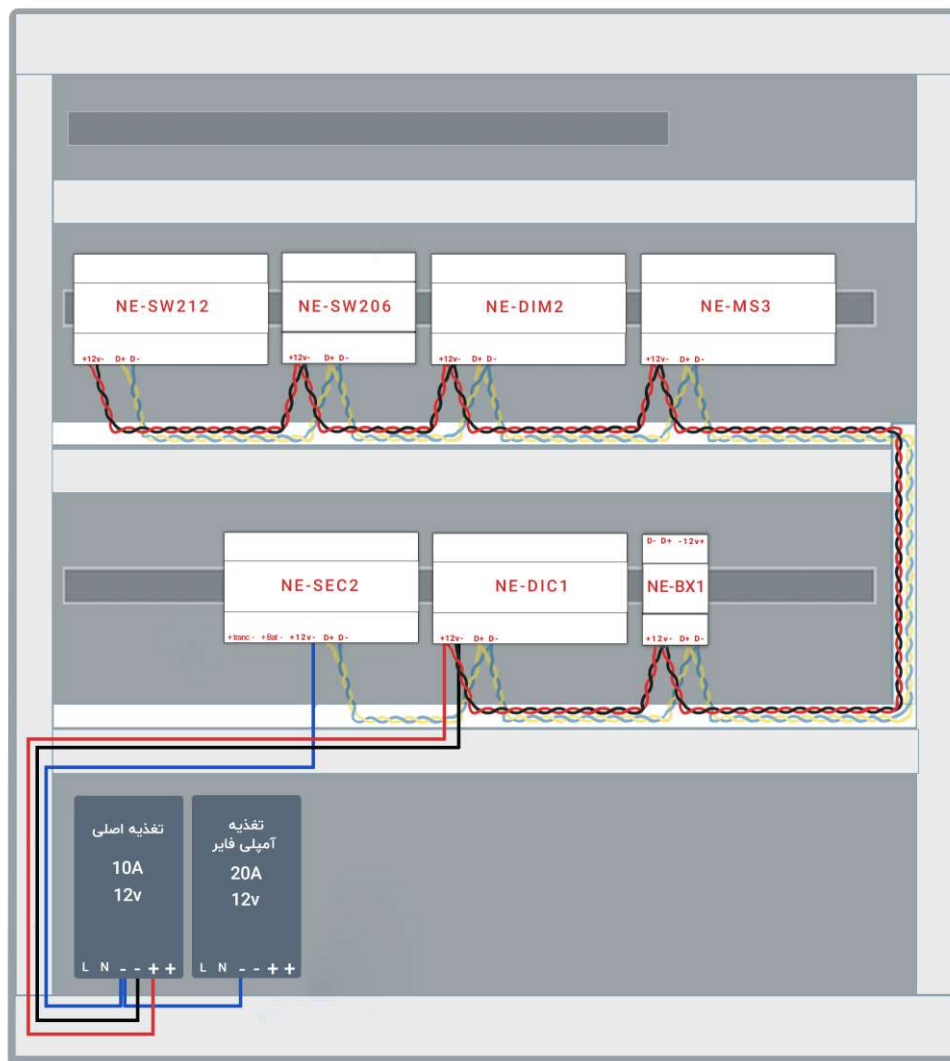 NE-SW212
NE-SW206
NE-DIM2
NE-MS3
+12v- D+ D-
+12v- D+ D-
+12v- D+ D-
+12v- D+ D-
NE-SEC2
NE-DIC1
D- D+ -12v+
NE-BX1
+tranc- +Bat- +12v- D+ D-
+12v- D+ D-
+12v- D+ D-
تغذیه اصلی
10A
12v
L N - - + +
تغذیه
آمپلی فایر
20A
12v
L N - - + +